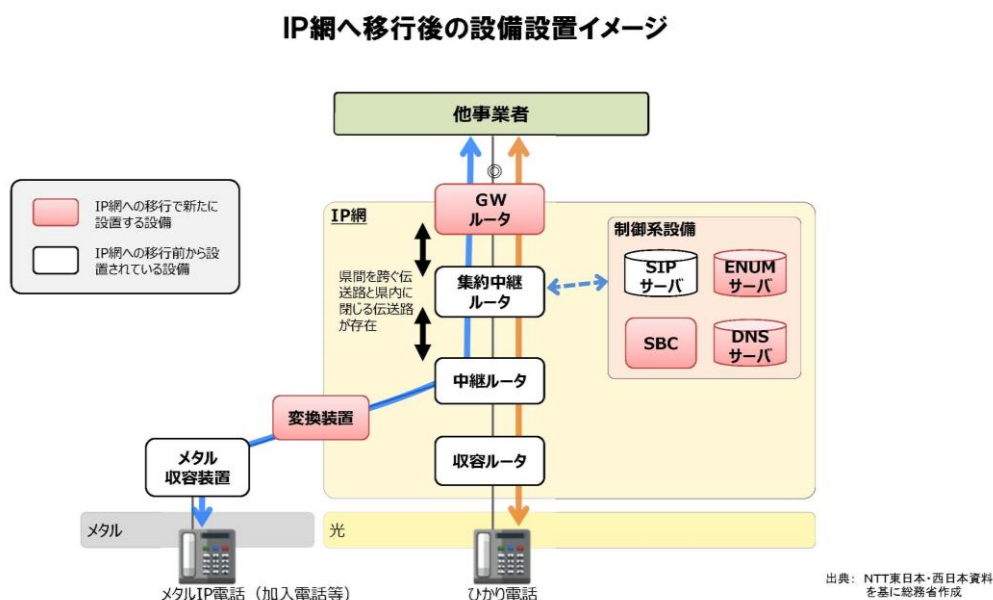 IP網へ移行後の設備設置イメージ
他事業者
IP網への移行で新たに
設置する設備
IP網への移行前から設
置されている設備
IP網
GW
ルータ
県間を跨ぐ伝
送路と県内に
閉じる伝送路
が存在
集約中継
ルータ
制御系設備
SIP
サーバ
ENUM
サーバ
SBC
DNS
サーバ
中継ルータ
変換装置
メタル
収容装置
収容ルータ
メタル
光
メタルIP電話（加入電話等）
ひかり電話
出典： NTT東日本・西日本資料
を基に総務省作成